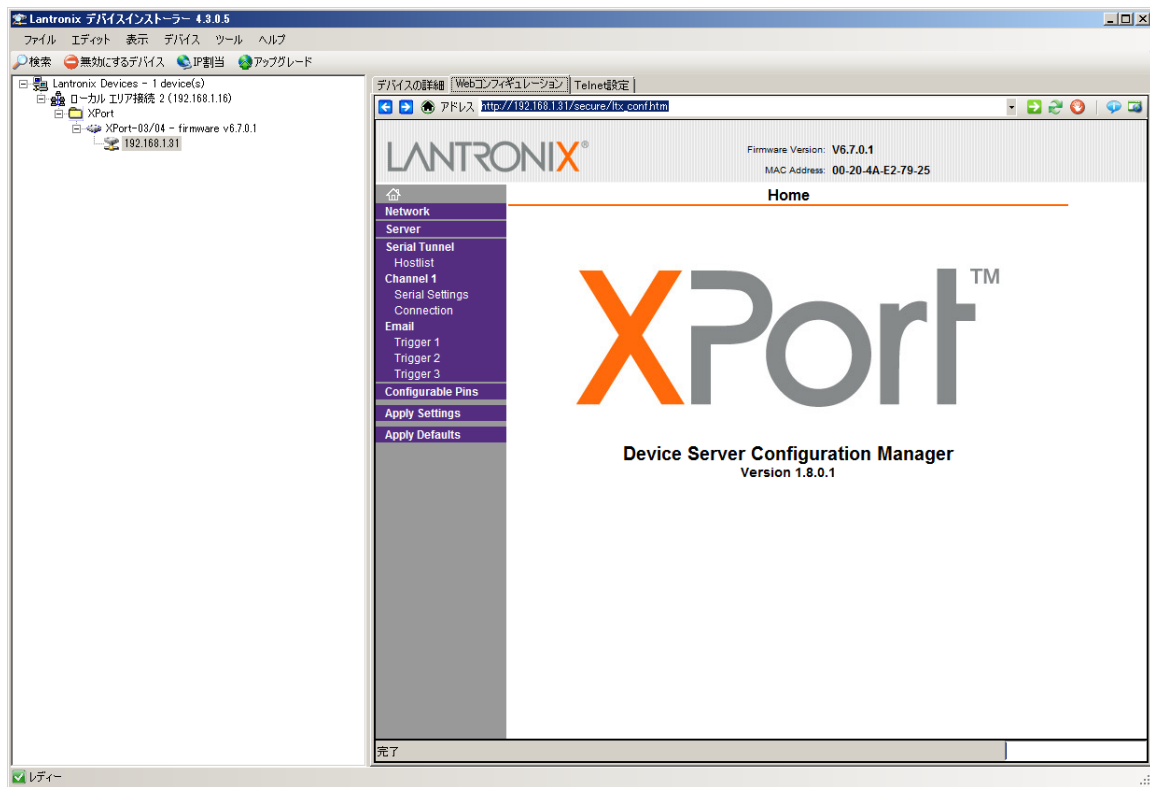 Lantronix デバイスインストーラー 4.3.0.5
ファイル エディット 表示 デバイス ツール ヘルプ
検索 無効にするデバイス IP割当 アップグレード
Lantronix Devices - 1 device(s)
ローカル エリア接続 2 (192.168.1.16)
XPort
XPort-03/04 - firmware v6.7.0.1
192.168.1.31
デバイスの詳細 Webコンフィギュレーション Telnet設定
アドレス http://192.168.1.31/secure/ltx_conf.htm
LANTRONIX®
Firmware Version: V6.7.0.1
MAC Address: 00-20-4A-E2-79-25
Home
Network
Server
Serial Tunnel
Hostlist
Channel 1
Serial Settings
Connection
Email
Trigger 1
Trigger 2
Trigger 3
Configurable Pins
Apply Settings
Apply Defaults
XPort™
Device Server Configuration Manager
Version 1.8.0.1
完了
レディー